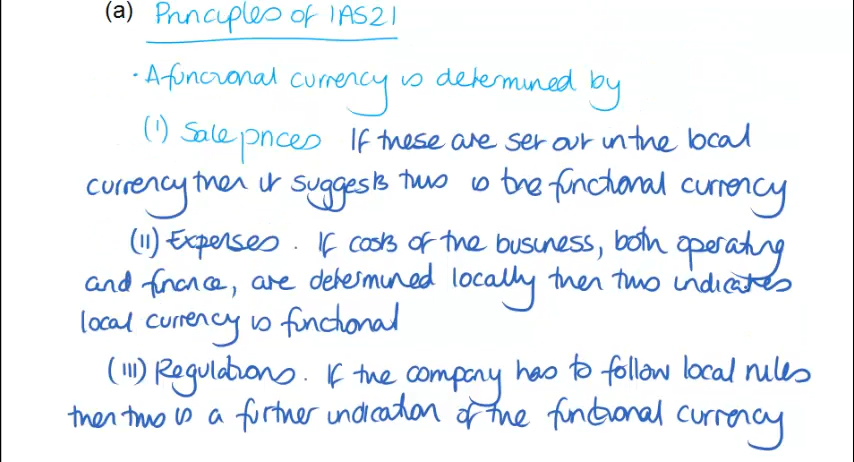 (a) Principles of IAS21
· A functional currency is determined by
(i) Sale prices If these are set out in the local
currency then it suggests this is the functional currency
(ii) Expenses. If costs of the business, both operating
and finance, are determined locally then this indicates
local currency is functional
(iii) Regulations. If the company has to follow local rules
then this is a further indication of the functional currency